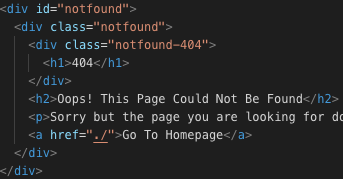 <div id="notfound">
<div class="notfound">
<div class="notfound-404">
<h1>404</h1>
</div>
<h2>Oops! This Page Could Not Be Found</h2>
<p>Sorry but the page you are looking for do
<a href="./">Go To Homepage</a>
</div>
</div>